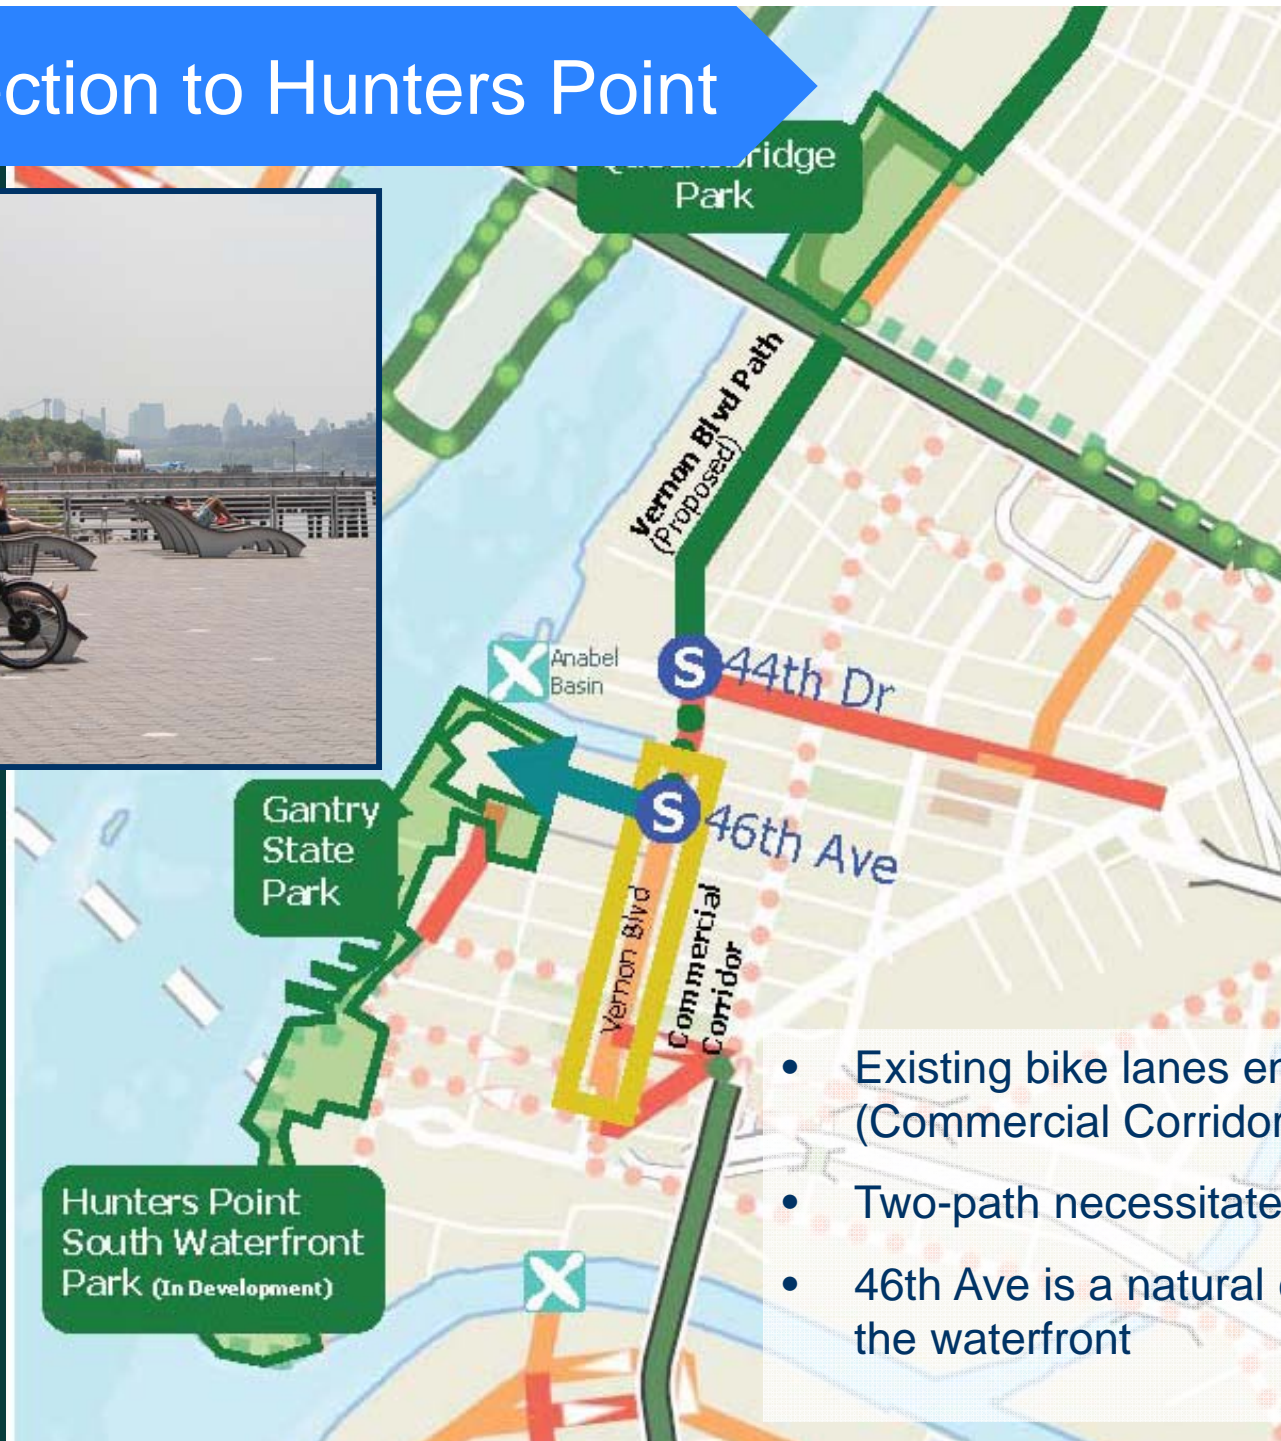 ction to Hunters Point
Park
Vernon Blvd Path
(Proposed)
Anabel
Basin
S
44th Dr
Gantry
State
Park
S
46th Ave
Vernon Blvd
Commercial
Corridor
Hunters Point
South Waterfront
Park (In Development)
• Existing bike lanes en
(Commercial Corridor
• Two-path necessitate
• 46th Ave is a natural
the waterfront